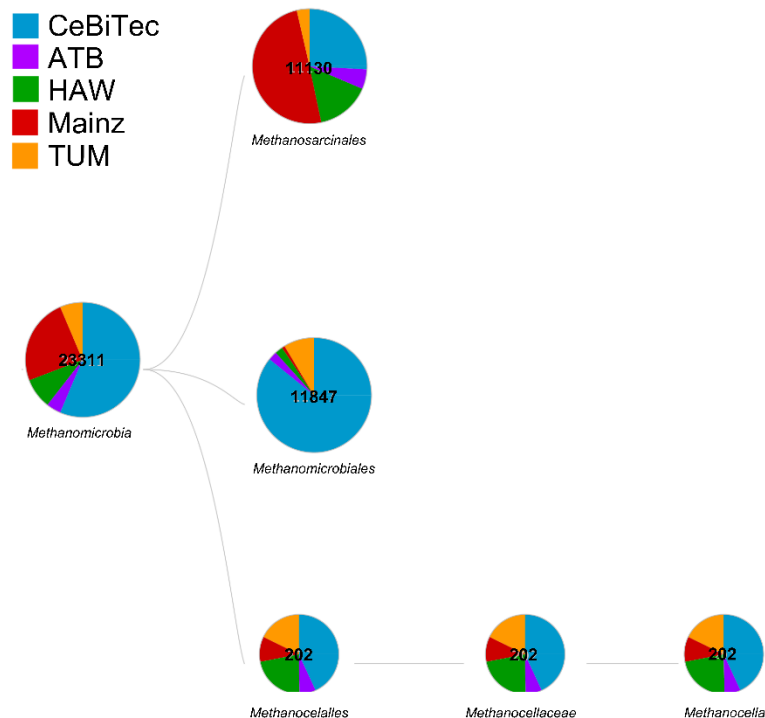 CeBiTec
ATB
HAW
Mainz
TUM
11130
Methanosarcinales
23311
Methanomicrobia
11847
Methanomicrobiales
202
Methanocelalles
202
Methanocellaceae
202
Methanocella